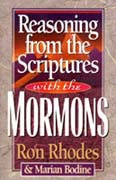 REASONING
FROM THE
SCRIPTURES
with the
MORMONS
RON RHODES
& MARIAN BODINE